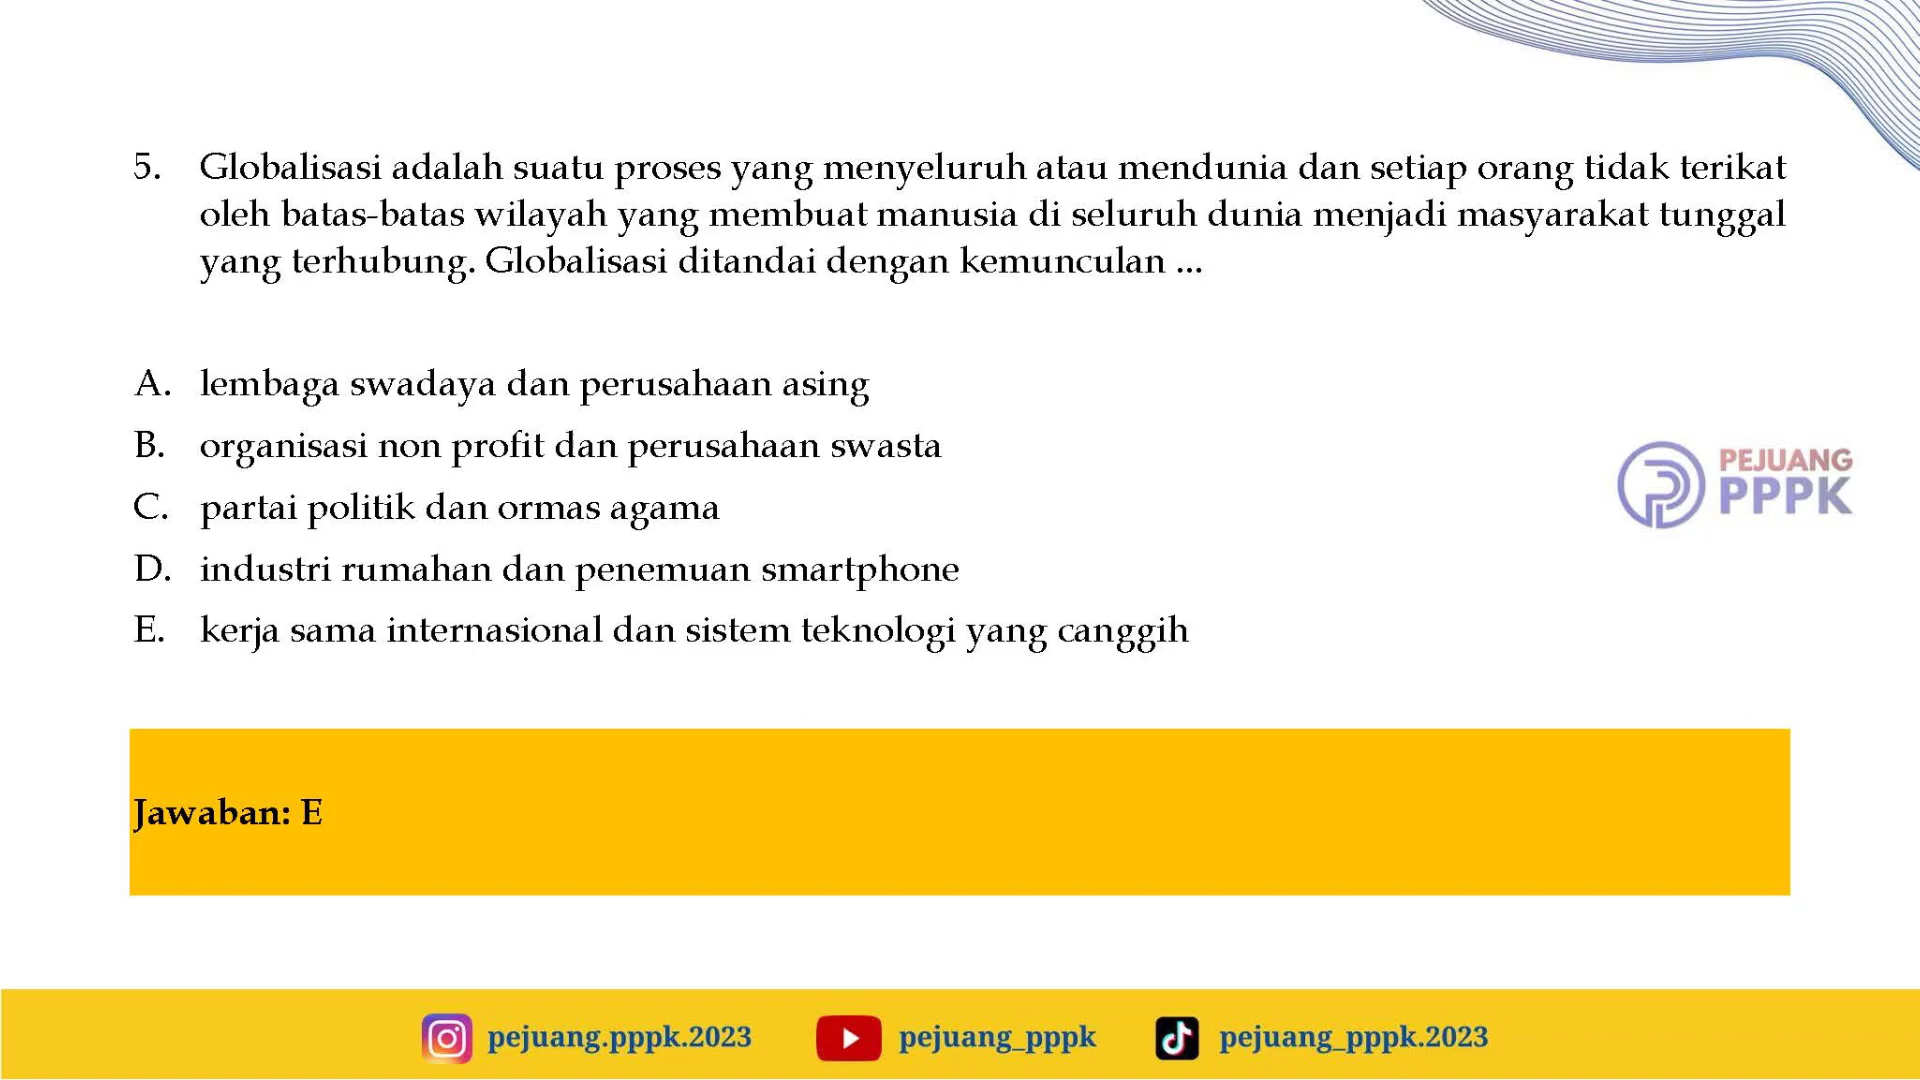 5. Globalisasi adalah suatu proses yang menyeluruh atau mendunia dan setiap orang tidak terikat
oleh batas-batas wilayah yang membuat manusia di seluruh dunia menjadi masyarakat tunggal
yang terhubung. Globalisasi ditandai dengan kemunculan ...
A. lembaga swadaya dan perusahaan asing
B. organisasi non profit dan perusahaan swasta
C. partai politik dan ormas agama
D. industri rumahan dan penemuan smartphone
E. kerja sama internasional dan sistem teknologi yang canggih
PEJUANG
PPPK
Jawaban: E
pejuang.pppk.2023 pejuang_pppk pejuang_pppk.2023